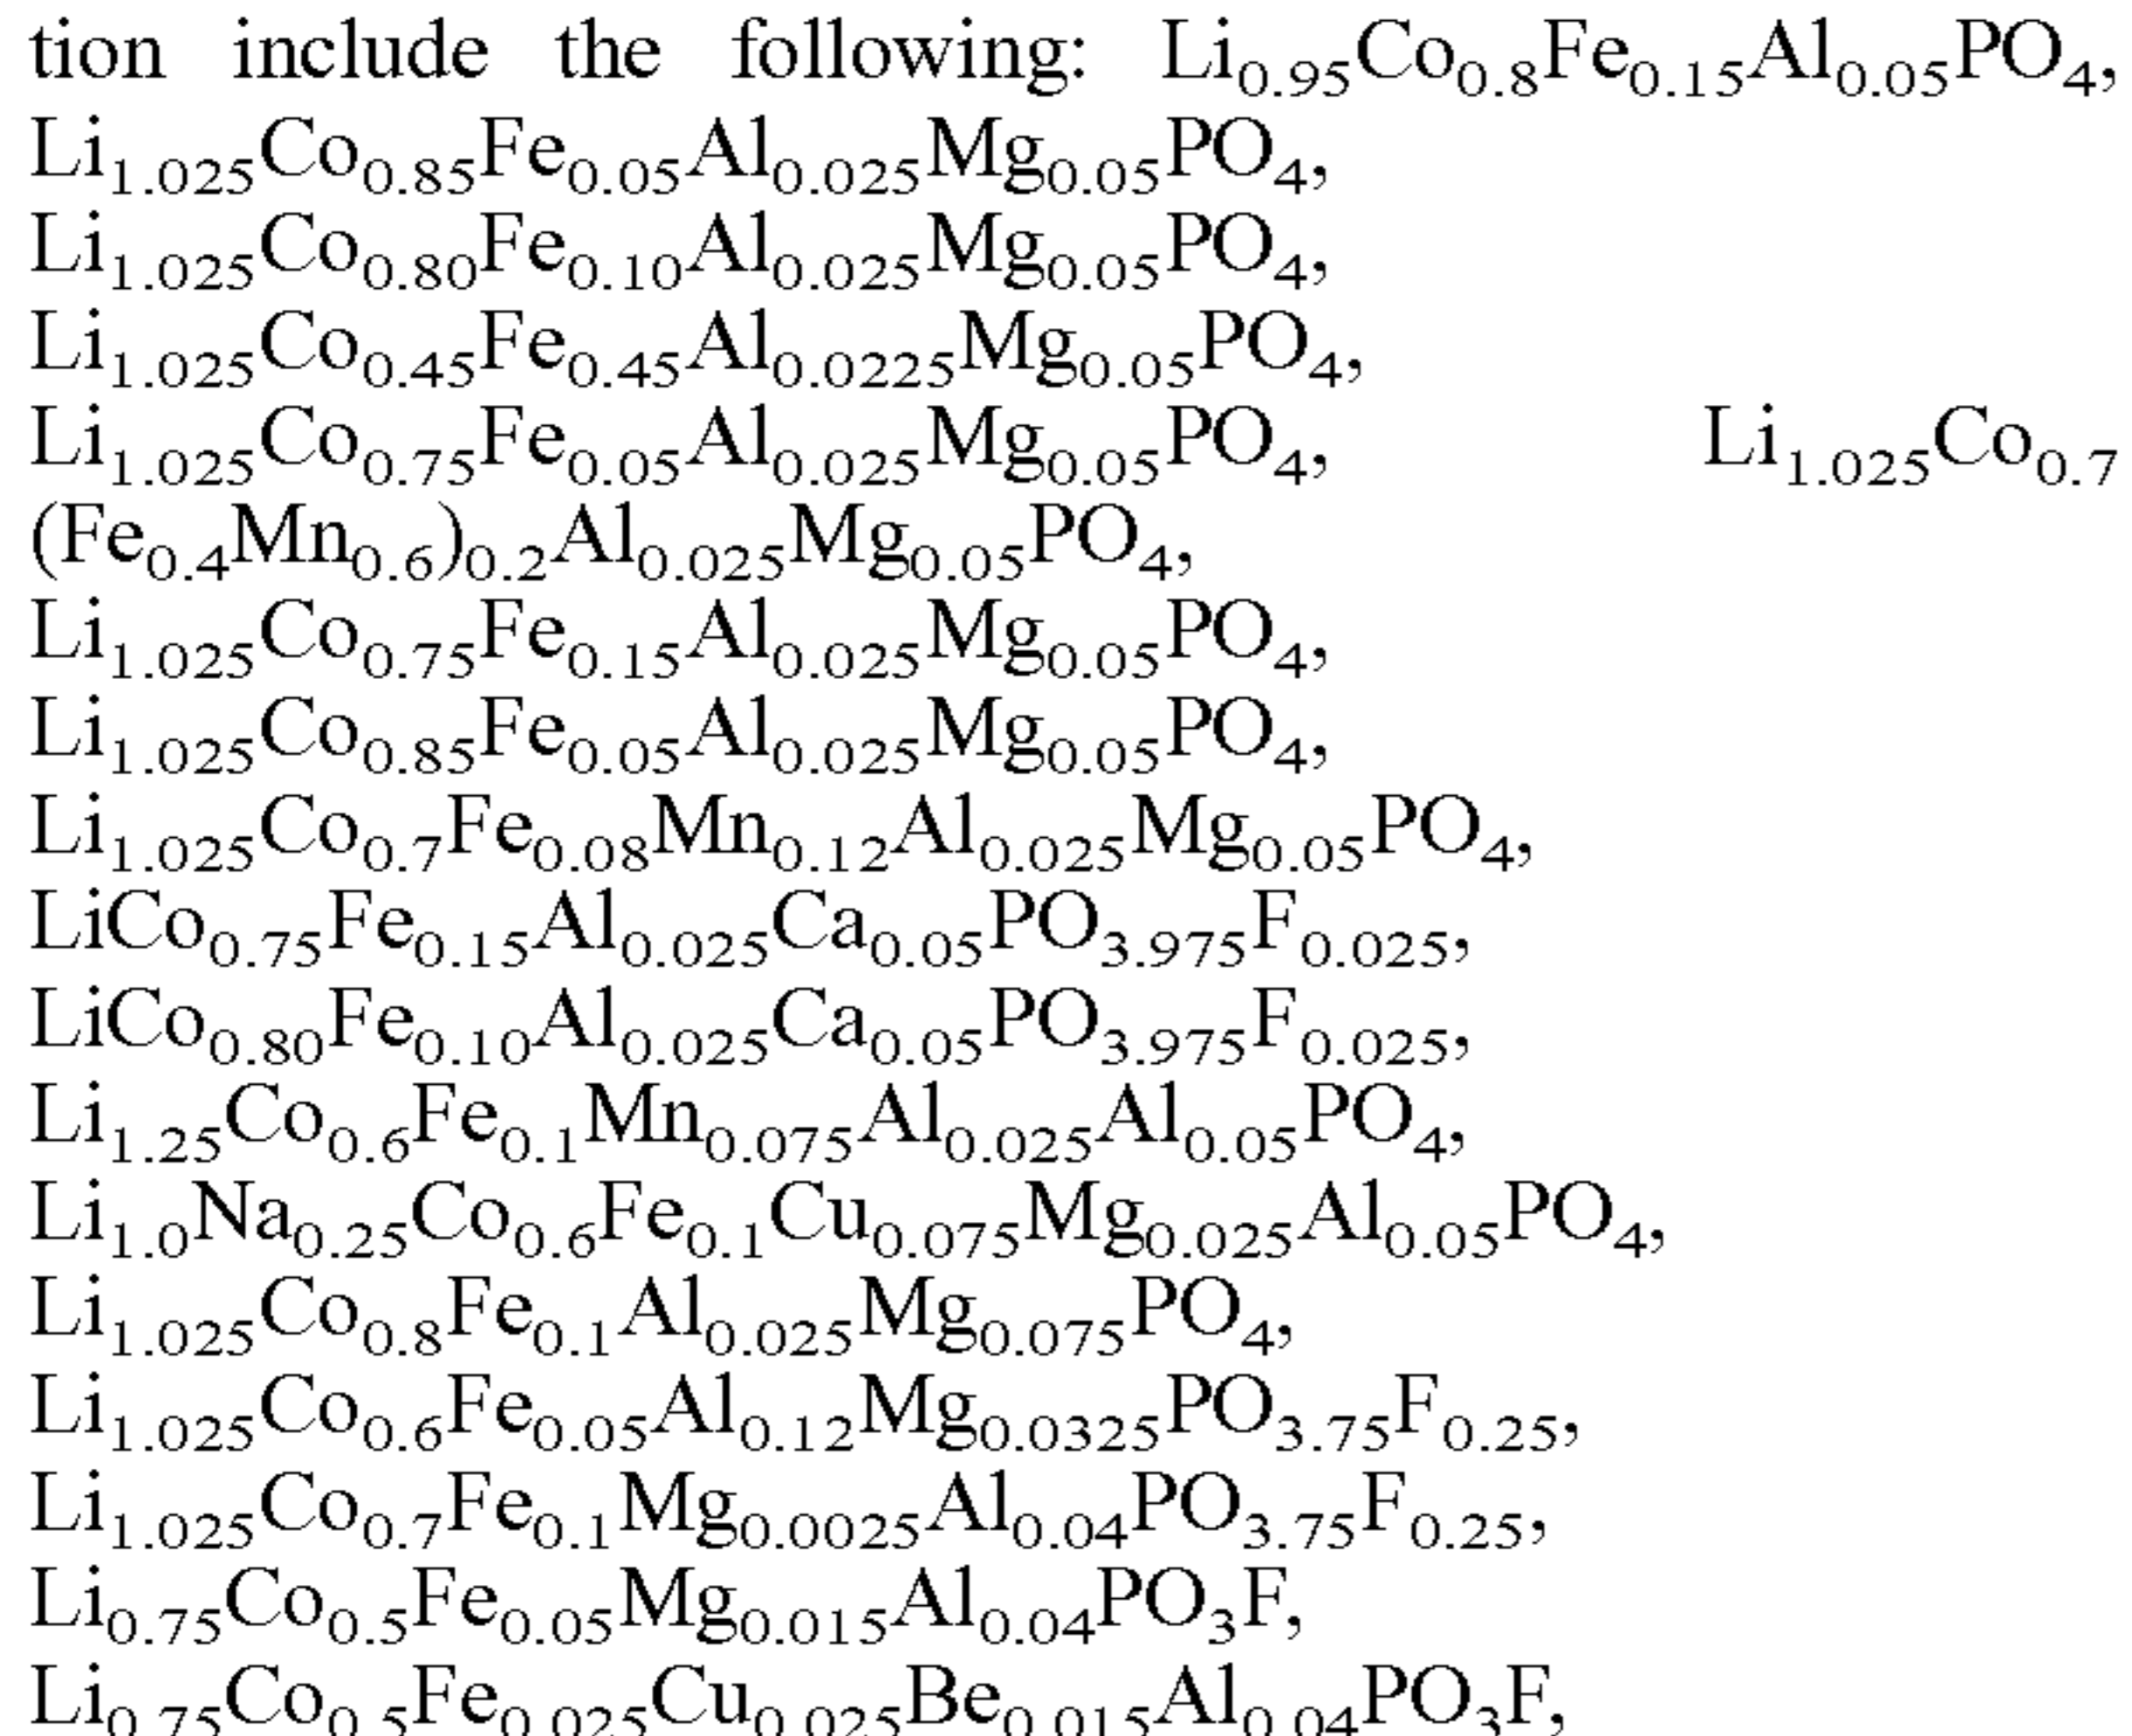 tion include the following: Li₀.₉₅Co₀.₈Fe₀.₁₅Al₀.₀₅PO₄,
Li₁.₀₂₅Co₀.₈₅Fe₀.₀₅Al₀.₀₂₅Mg₀.₀₅PO₄,
Li₁.₀₂₅Co₀.₈₀Fe₀.₁₀Al₀.₀₂₅Mg₀.₀₅PO₄,
Li₁.₀₂₅Co₀.₄₅Fe₀.₄₅Al₀.₀₂₂₅Mg₀.₀₅PO₄,
Li₁.₀₂₅Co₀.₇₅Fe₀.₀₅Al₀.₀₂₅Mg₀.₀₅PO₄, Li₁.₀₂₅Co₀.₇
(Fe₀.₄Mn₀.₆)₀.₂Al₀.₀₂₅Mg₀.₀₅PO₄,
Li₁.₀₂₅Co₀.₇₅Fe₀.₁₅Al₀.₀₂₅Mg₀.₀₅PO₄,
Li₁.₀₂₅Co₀.₈₅Fe₀.₀₅Al₀.₀₂₅Mg₀.₀₅PO₄,
Li₁.₀₂₅Co₀.₇Fe₀.₀₈Mn₀.₁₂Al₀.₀₂₅Mg₀.₀₅PO₄,
LiCo₀.₇₅Fe₀.₁₅Al₀.₀₂₅Ca₀.₀₅PO₃.₉₇₅F₀.₀₂₅,
LiCo₀.₈₀Fe₀.₁₀Al₀.₀₂₅Ca₀.₀₅PO₃.₉₇₅F₀.₀₂₅,
Li₁.₂₅Co₀.₆Fe₀.₁Mn₀.₀₇₅Al₀.₀₂₅Al₀.₀₅PO₄,
Li₁.₀Na₀.₂₅Co₀.₆Fe₀.₁Cu₀.₀₇₅Mg₀.₀₂₅Al₀.₀₅PO₄,
Li₁.₀₂₅Co₀.₈Fe₀.₁Al₀.₀₂₅Mg₀.₀₇₅PO₄,
Li₁.₀₂₅Co₀.₆Fe₀.₀₅Al₀.₁₂Mg₀.₀₃₂₅PO₃.₇₅F₀.₂₅,
Li₁.₀₂₅Co₀.₇Fe₀.₁Mg₀.₀₀₂₅Al₀.₀₄PO₃.₇₅F₀.₂₅,
Li₀.₇₅Co₀.₅Fe₀.₀₅Mg₀.₀₁₅Al₀.₀₄PO₃F,
Li₀.₇₅Co₀.₅Fe₀.₀₂₅Cu₀.₀₂₅Be₀.₀₁₅Al₀.₀₄PO₃F,